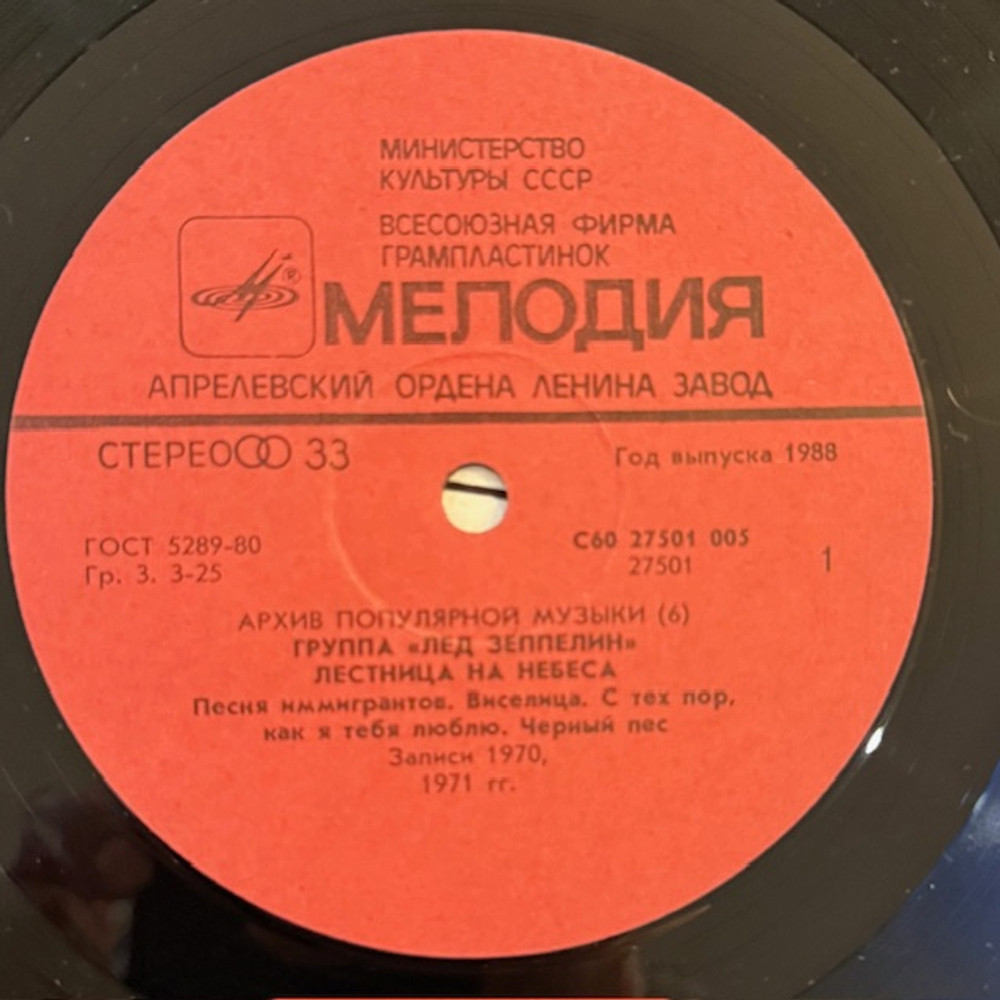 МИНИСТЕРСТВО
КУЛЬТУРЫ СССР
ВСЕСОЮЗНАЯ ФИРМА
ГРАМПЛАСТИНОК
®
МЕЛОДИЯ
АПРЕЛЕВСКИЙ ОРДЕНА ЛЕНИНА ЗАВОД
СТЕРЕО 33
Год выпуска 1988
ГОСТ 5289-80
Гр. 3. 3-25
С60 27501 005
27501
1
АРХИВ ПОПУЛЯРНОЙ МУЗЫКИ (6)
ГРУППА «ЛЕД ЗЕППЕЛИН»
ЛЕСТНИЦА НА НЕБЕСА
Песня иммигрантов. Виселица. С тех пор,
как я тебя люблю. Черный пес
Записи 1970,
1971 гг.